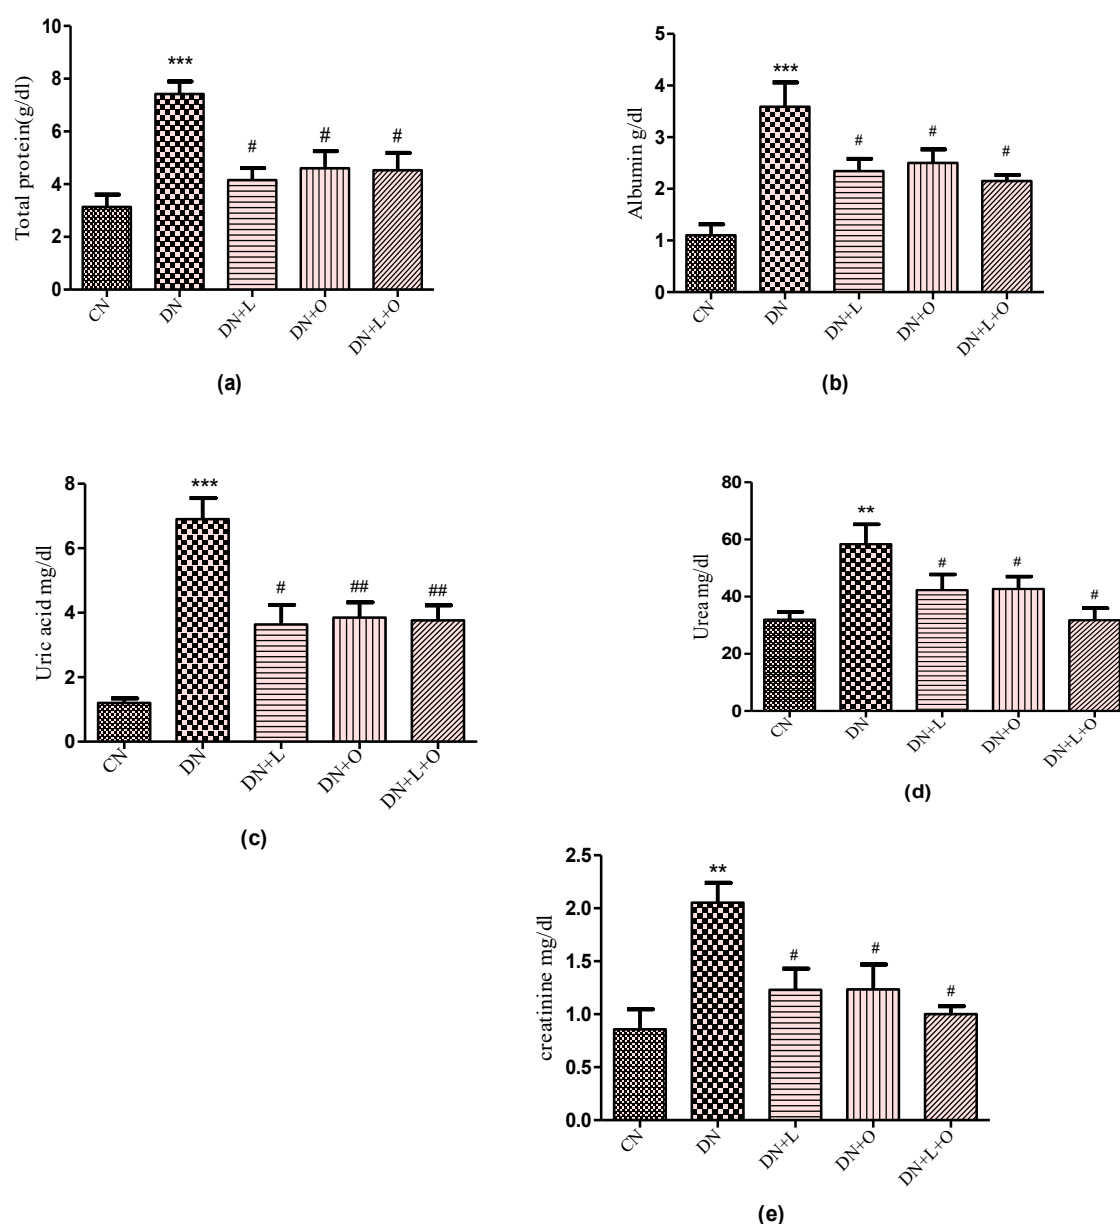 Total protein(g/dl)
10
8
6
4
2
0
***
#
#
#
CN
DN
DN+L
DN+O
DN+L+O
(a)
Albumin g/dl
5
4
3
2
1
0
***
#
#
#
CN
DN
DN+L
DN+O
DN+L+O
(b)
Uric acid mg/dl
8
6
4
2
0
***
#
##
##
CN
DN
DN+L
DN+O
DN+L+O
(c)
Urea mg/dl
80
60
40
20
0
**
#
#
#
CN
DN
DN+L
DN+O
DN+L+O
(d)
creatinine mg/dl
2.5
2.0
1.5
1.0
0.5
0.0
**
#
#
#
CN
DN
DN+L
DN+O
DN+L+O
(e)